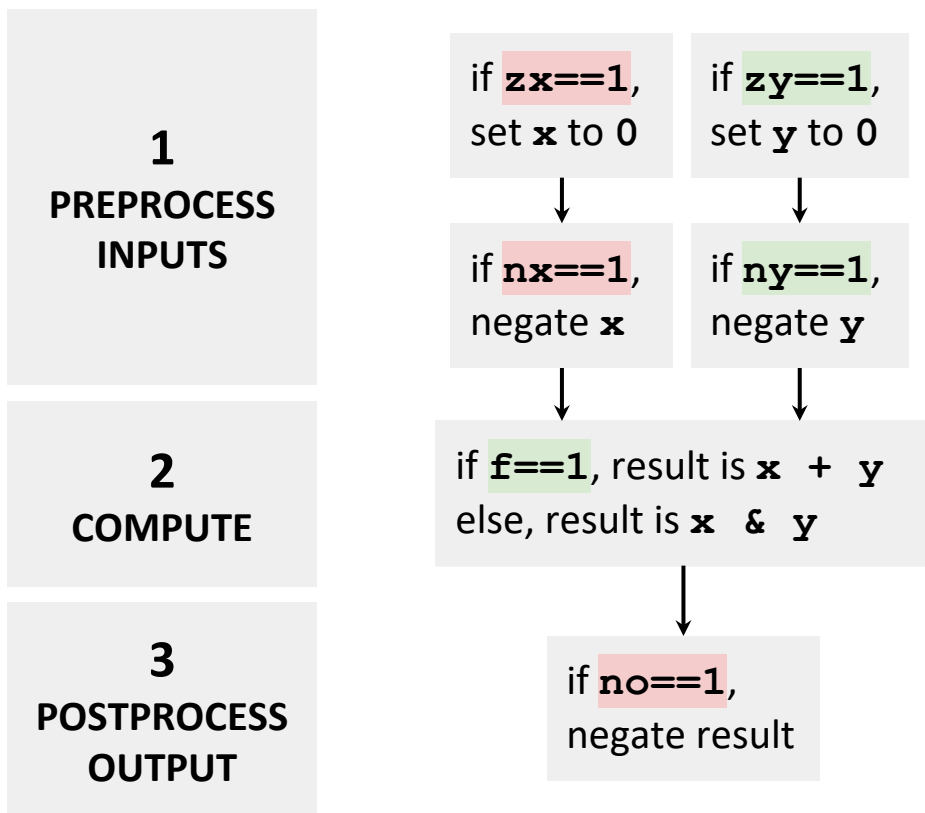 1
PREPROCESS
INPUTS
if zx==1,
set x to 0
if zy==1,
set y to 0
if nx==1,
negate x
if ny==1,
negate y
2
COMPUTE
if f==1, result is x + y
else, result is x & y
3
POSTPROCESS
OUTPUT
if no==1,
negate result